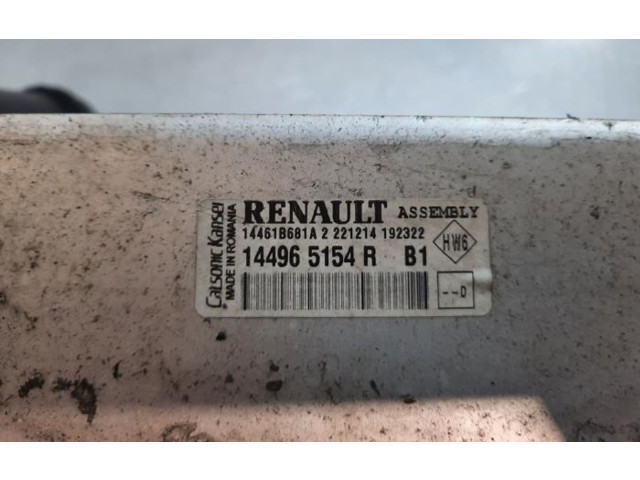 Calsonic Kansei
MADE IN ROMANIA
RENAULT ASSEMBLY
14461B681A 2 221214 192322
14496 5154 R B1
HW6
--D